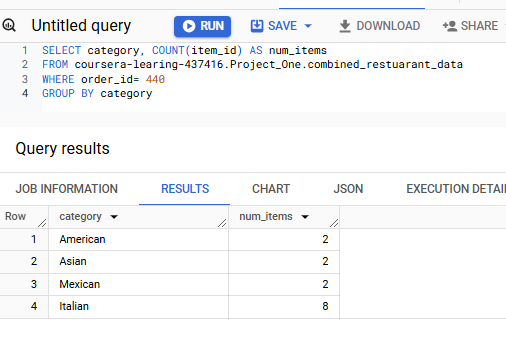 Untitled query RUN SAVE DOWNLOAD SHARE
1 SELECT category, COUNT(item_id) AS num_items
2 FROM coursera-learing-437416.Project_One.combined_restuarant_data
3 WHERE order_id= 440
4 GROUP BY category
Query results
JOB INFORMATION RESULTS CHART JSON EXECUTION DETAI
Row category num_items
1 American 2
2 Asian 2
3 Mexican 2
4 Italian 8